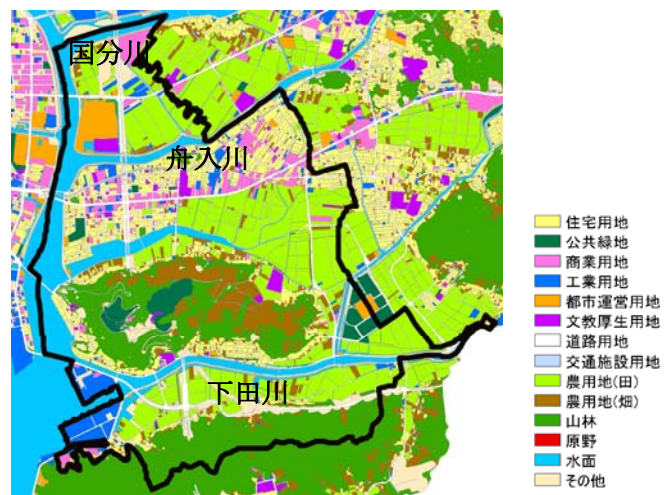 国分川
舟入川
下田川
住宅用地
公共緑地
商業用地
工業用地
都市運営用地
文教厚生用地
道路用地
交通施設用地
農用地(田)
農用地(畑)
山林
原野
水面
その他